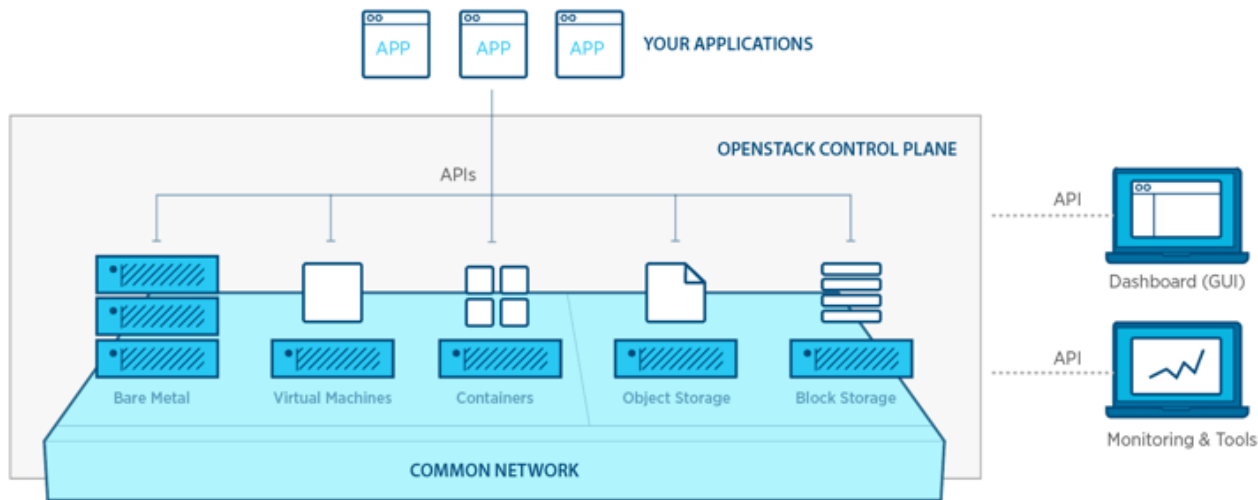 APP
APP
APP
YOUR APPLICATIONS
OPENSTACK CONTROL PLANE
APIs
API
Dashboard (GUI)
Bare Metal
Virtual Machines
Containers
Object Storage
Block Storage
API
Monitoring & Tools
COMMON NETWORK